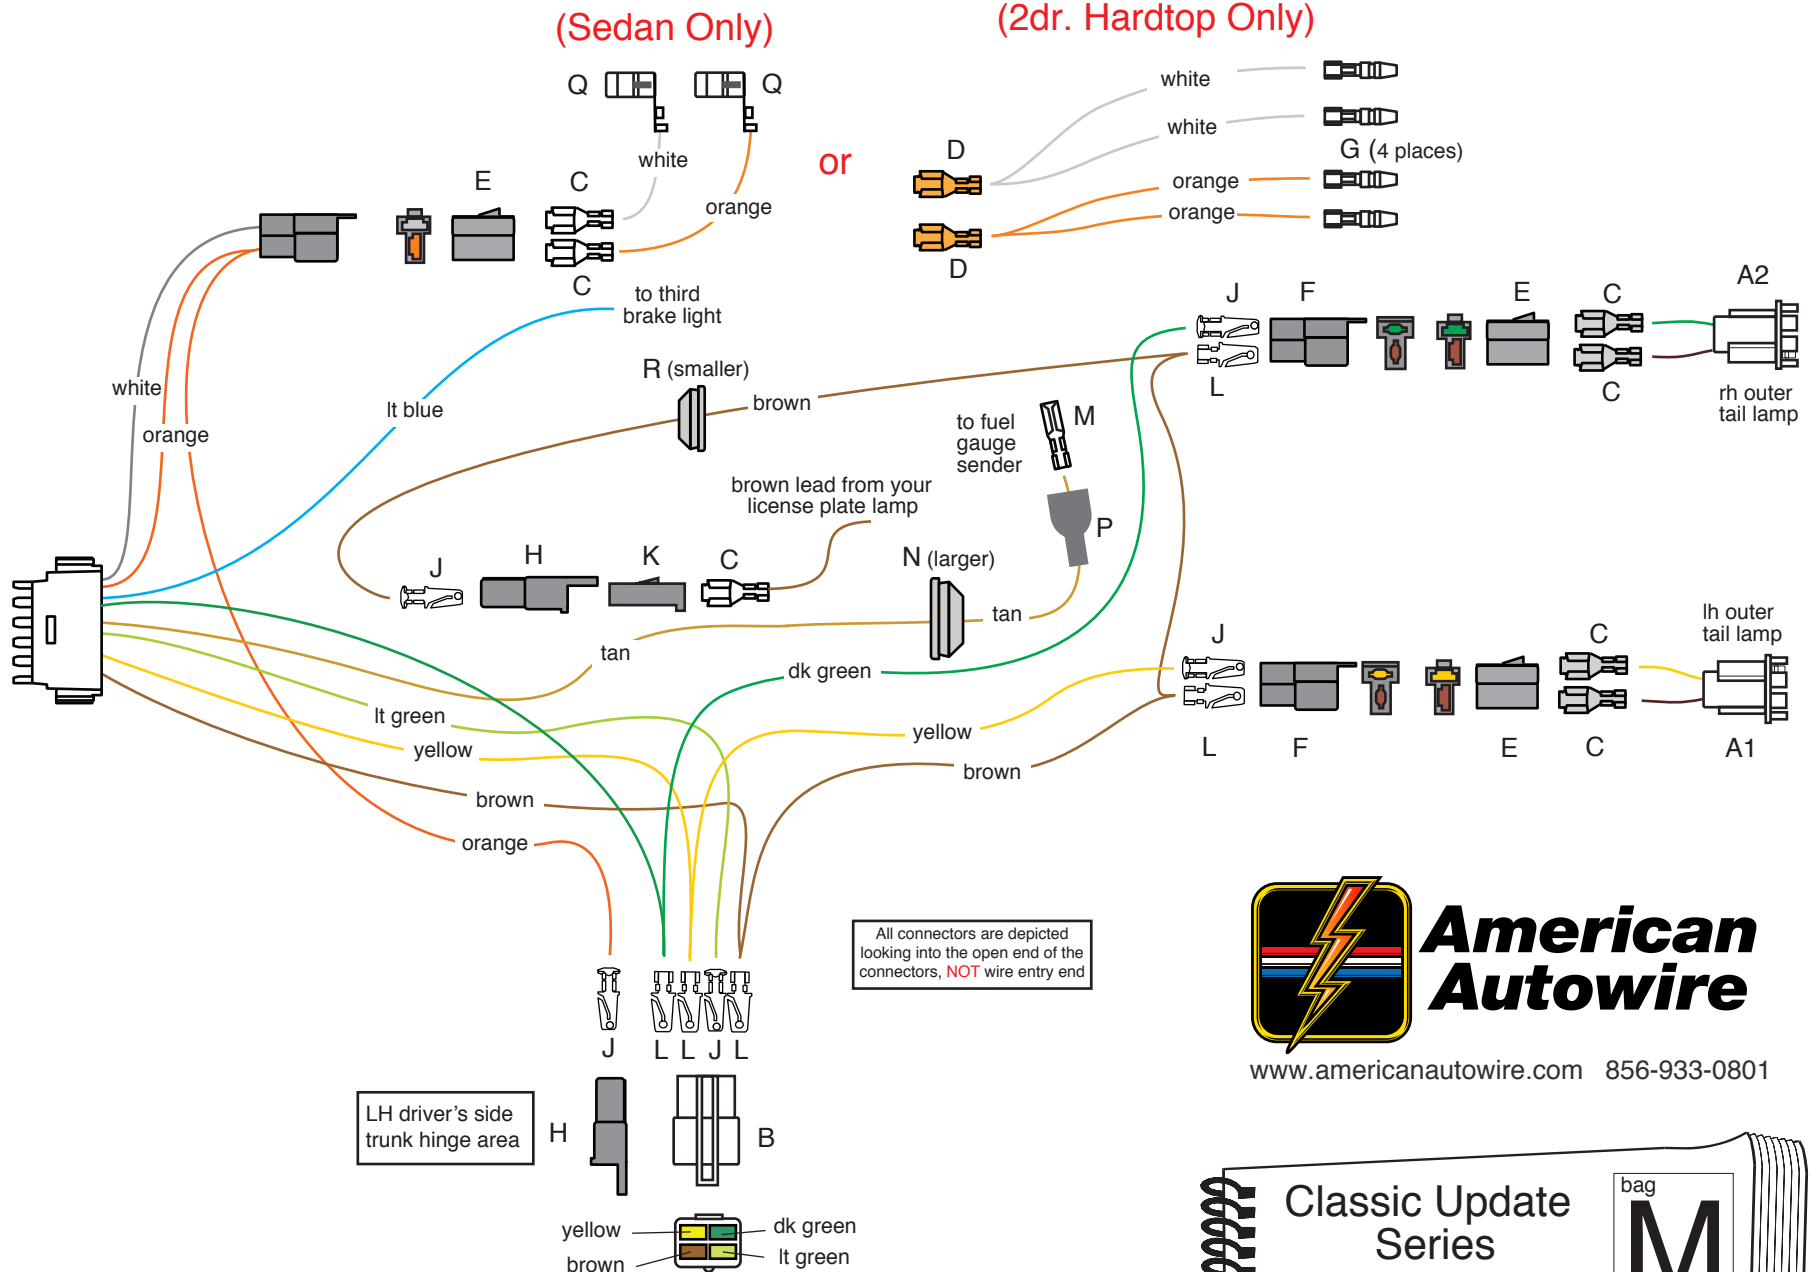 (Sedan Only)
(2dr. Hardtop Only)
Q
Q
white
orange
or
white
white
G (4 places)
orange
orange
D
D
E
C
C
to third
brake light
white
orange
lt blue
R (smaller)
brown
to fuel
gauge
sender
M
P
brown lead from your
license plate lamp
J
H
K
C
N (larger)
tan
tan
J
F
E
C
A2
L
C
rh outer
tail lamp
lh outer
tail lamp
J
C
L
F
E
C
A1
dk green
yellow
brown
lt green
yellow
brown
orange
J
L
L
J
L
All connectors are depicted
looking into the open end of the
connectors, NOT wire entry end
LH driver's side
trunk hinge area
H
B
yellow
dk green
brown
lt green
American
Autowire
www.americanautowire.com 856-933-0801
Classic Update
Series
bag
M